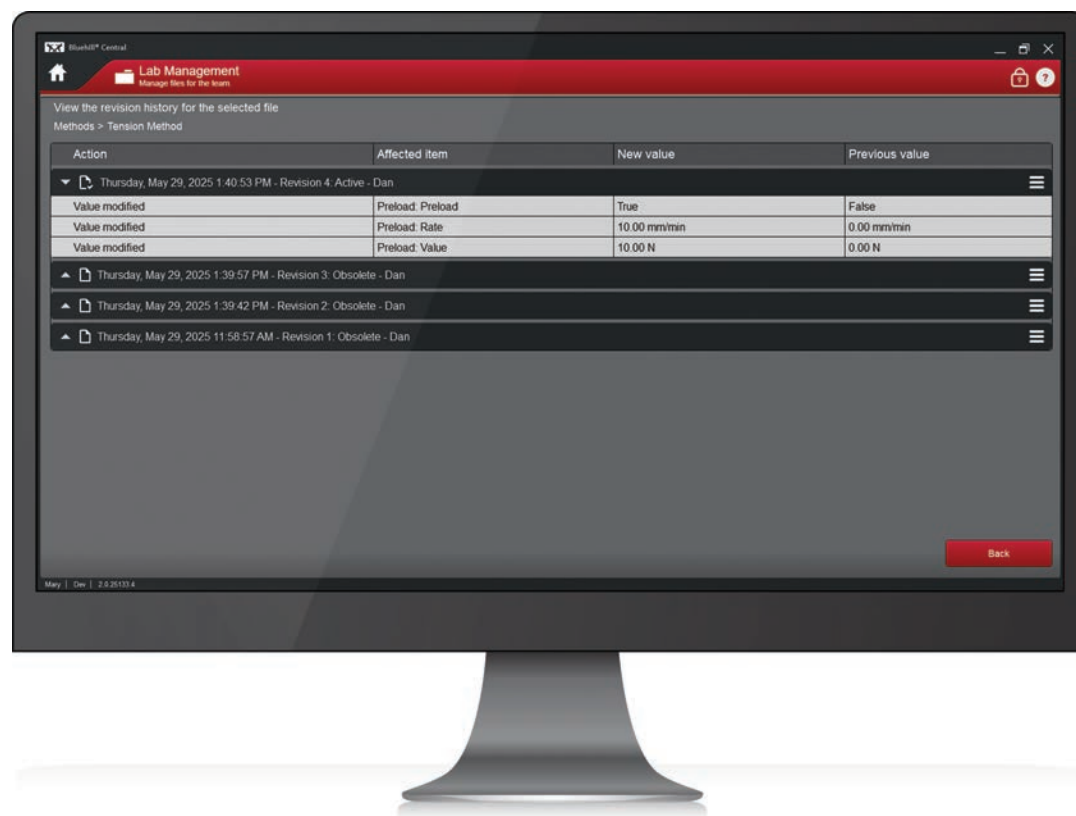 Bluehill® Central
Lab Management
Manage files for the team
?
View the revision history for the selected file
Methods > Tension Method
Action Affected item New value Previous value
Thursday, May 29, 2025 1:40:53 PM - Revision 4: Active - Dan
Value modified Preload: Preload True False
Value modified Preload: Rate 10.00 mm/min 0.00 mm/min
Value modified Preload: Value 10.00 N 0.00 N
Thursday, May 29, 2025 1:39:57 PM - Revision 3: Obsolete - Dan
Thursday, May 29, 2025 1:39:42 PM - Revision 2: Obsolete - Dan
Thursday, May 29, 2025 11:58:57 AM - Revision 1: Obsolete - Dan
Back
Mary | Dev | 2.0.25133.4